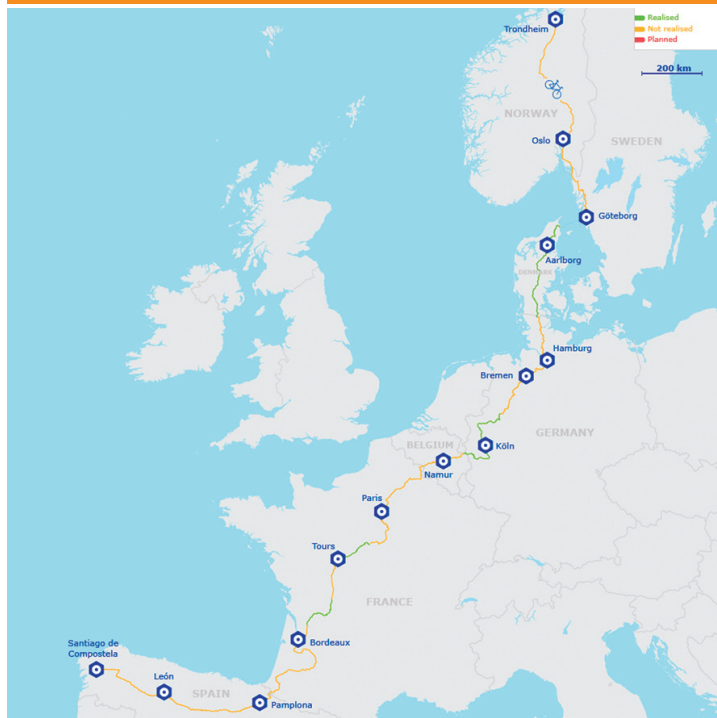 Realised
Not realised
Planned
200 km
Trondheim
NORWAY
SWEDEN
Oslo
Göteborg
Aarlborg
DENMARK
Hamburg
Bremen
GERMANY
BELGIUM
Köln
Namur
Paris
Tours
FRANCE
Bordeaux
Santiago de
Compostela
León
SPAIN
Pamplona